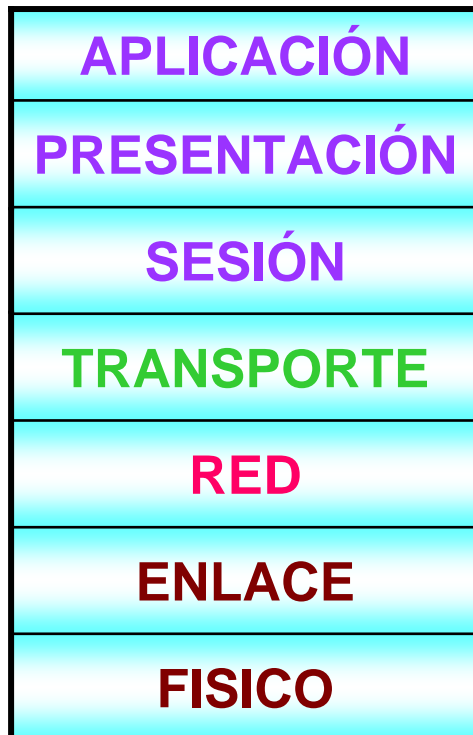 APLICACIÓN
PRESENTACIÓN
SESIÓN
TRANSPORTE
RED
ENLACE
FISICO